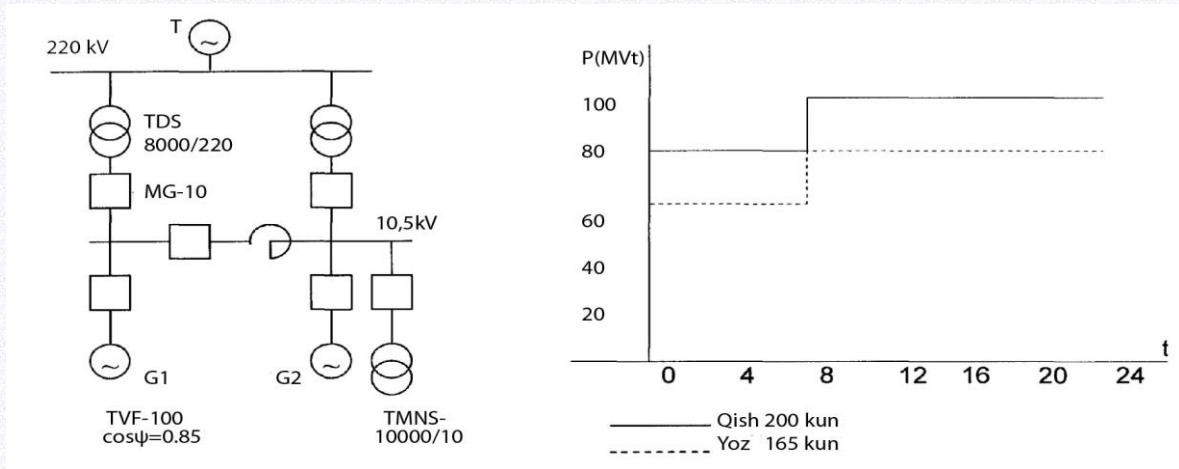 T
220 kV
TDS
8000/220
MG-10
10,5kV
G1
G2
TVF-100
cosψ=0.85
TMNS-
10000/10
P(MVt)
100
80
60
40
20
t
0 4 8 12 16 20 24
Qish 200 kun
Yoz 165 kun